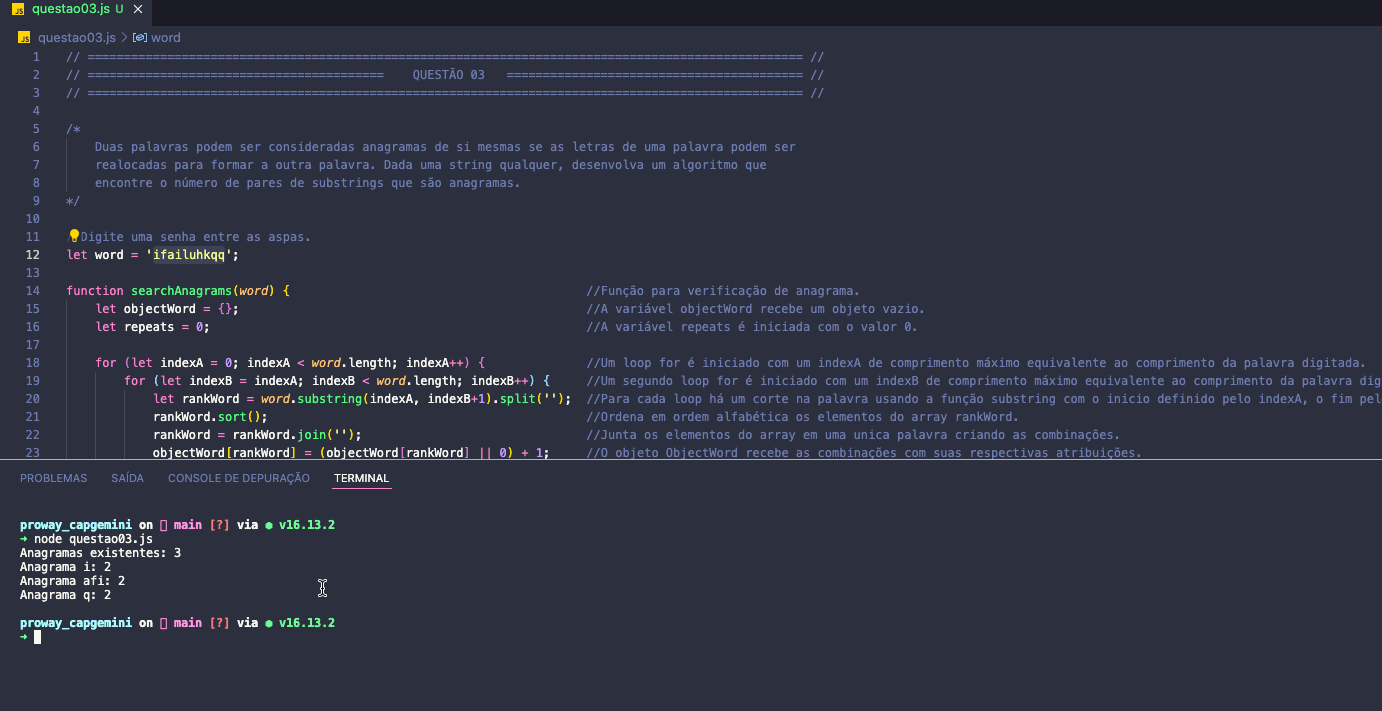 JS questao03.js U ×
JS questao03.js > word
1 // =================================================================================================== //
2 // ========================================= QUESTÃO 03 ========================================= //
3 // =================================================================================================== //
4
5 /*
6 Duas palavras podem ser consideradas anagramas de si mesmas se as letras de uma palavra podem ser
7 realocadas para formar a outra palavra. Dada uma string qualquer, desenvolva um algoritmo que
8 encontre o número de pares de substrings que são anagramas.
9 */
10
11 Digite uma senha entre as aspas.
12 let word = 'ifailuhkqq';
13
14 function searchAnagrams(word) { //Função para verificação de anagrama.
15 let objectWord = {}; //A variável objectWord recebe um objeto vazio.
16 let repeats = 0; //A variável repeats é iniciada com o valor 0.
17
18 for (let indexA = 0; indexA < word.length; indexA++) { //Um loop for é iniciado com um indexA de comprimento máximo equivalente ao comprimento da palavra digitada.
19 for (let indexB = indexA; indexB < word.length; indexB++) { //Um segundo loop for é iniciado com um indexB de comprimento máximo equivalente ao comprimento da palavra dig
20 let rankWord = word.substring(indexA, indexB+1).split(''); //Para cada loop há um corte na palavra usando a função substring com o inicio definido pelo indexA, o fim pel
21 rankWord.sort(); //Ordena em ordem alfabética os elementos do array rankWord.
22 rankWord = rankWord.join(''); //Junta os elementos do array em uma unica palavra criando as combinações.
23 objectWord[rankWord] = (objectWord[rankWord] || 0) + 1; //O objeto ObjectWord recebe as combinações com suas respectivas atribuições.
PROBLEMAS SAÍDA CONSOLE DE DEPURAÇÃO TERMINAL
proway_capgemini on main [?] via v16.13.2
➜ node questao03.js
Anagramas existentes: 3
Anagrama i: 2
Anagrama afi: 2
Anagrama q: 2
proway_capgemini on main [?] via v16.13.2
➜